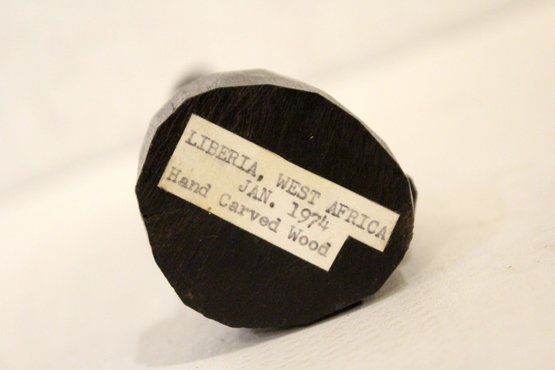 LIBERIA, WEST AFRICA
JAN. 1974
Hand Carved Wood